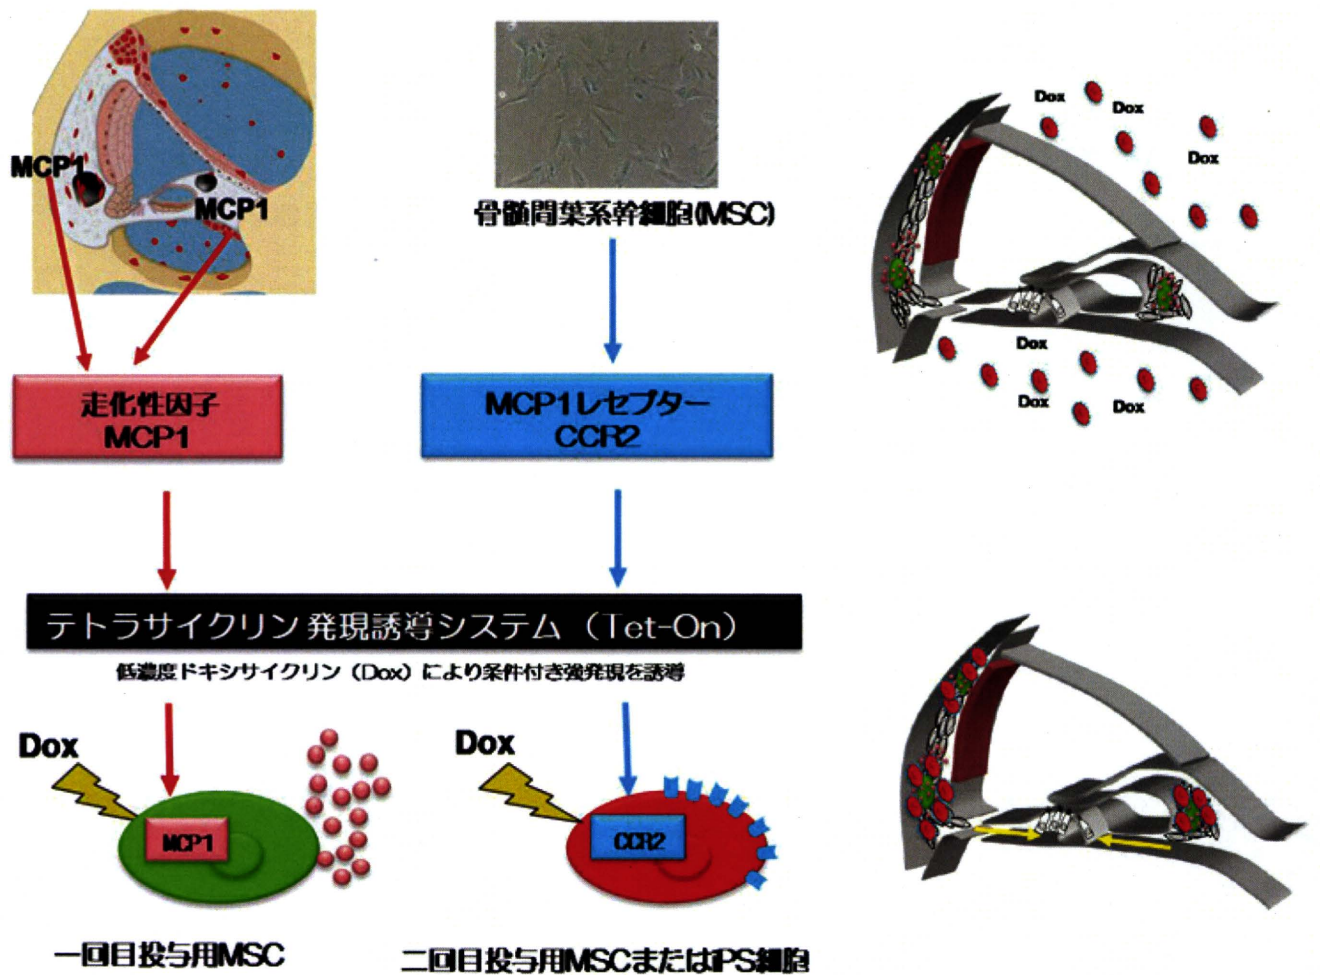 MCP1
MCP1
骨髄間葉系幹細胞(MSC)
走化性因子
MCP1
MCP1レセプター
CCR2
テトラサイクリン発現誘導システム（Tet-On）
低濃度ドキシサイクリン（Dox）により条件付き強発現を誘導
Dox
MCP1
一回目投与用MSC
Dox
CCR2
二回目投与用MSCまたはiPS細胞
Dox
Dox
Dox
Dox
Dox
Dox